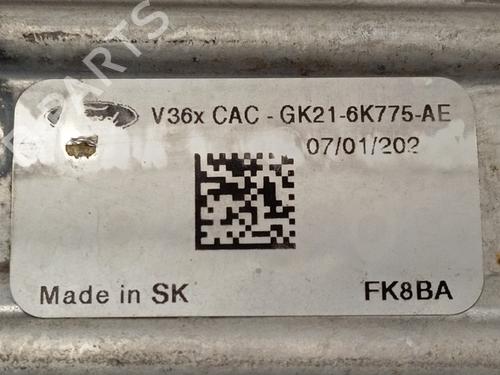 V36x CAC - GK21-6K775-AE
07/01/202
Made in SK
FK8BA